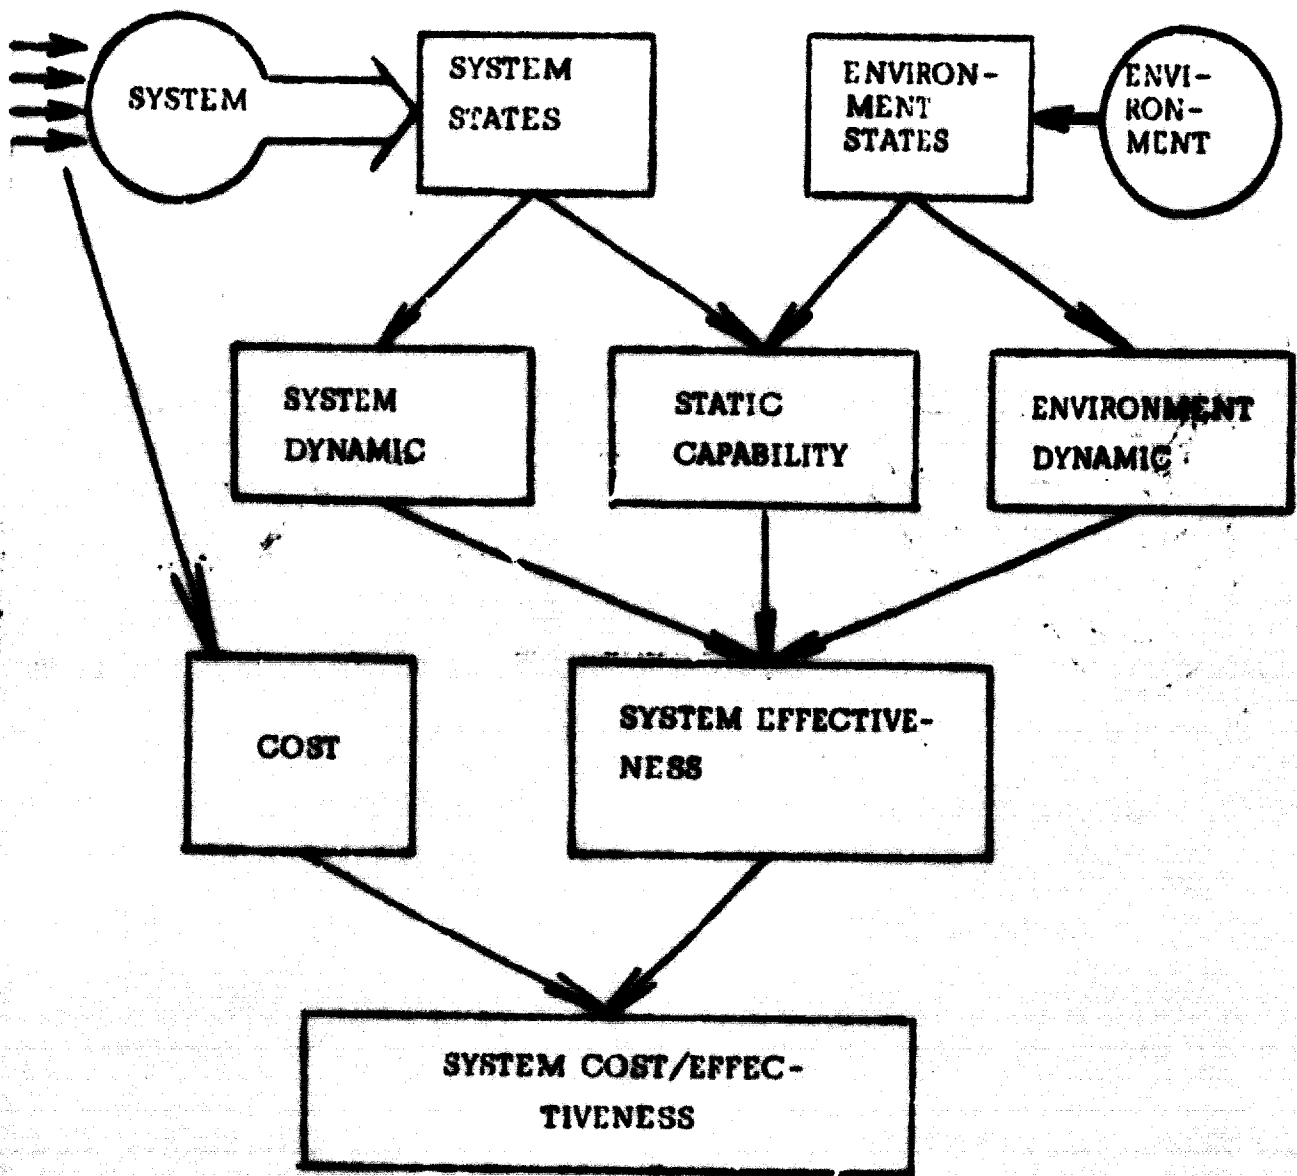 SYSTEM
SYSTEM
STATES
ENVIRON-
MENT
STATES
ENVI-
RON-
MENT
SYSTEM
DYNAMIC
STATIC
CAPABILITY
ENVIRONMENT
DYNAMIC
COST
SYSTEM EFFECTIVE-
NESS
SYSTEM COST/EFFEC-
TIVENESS